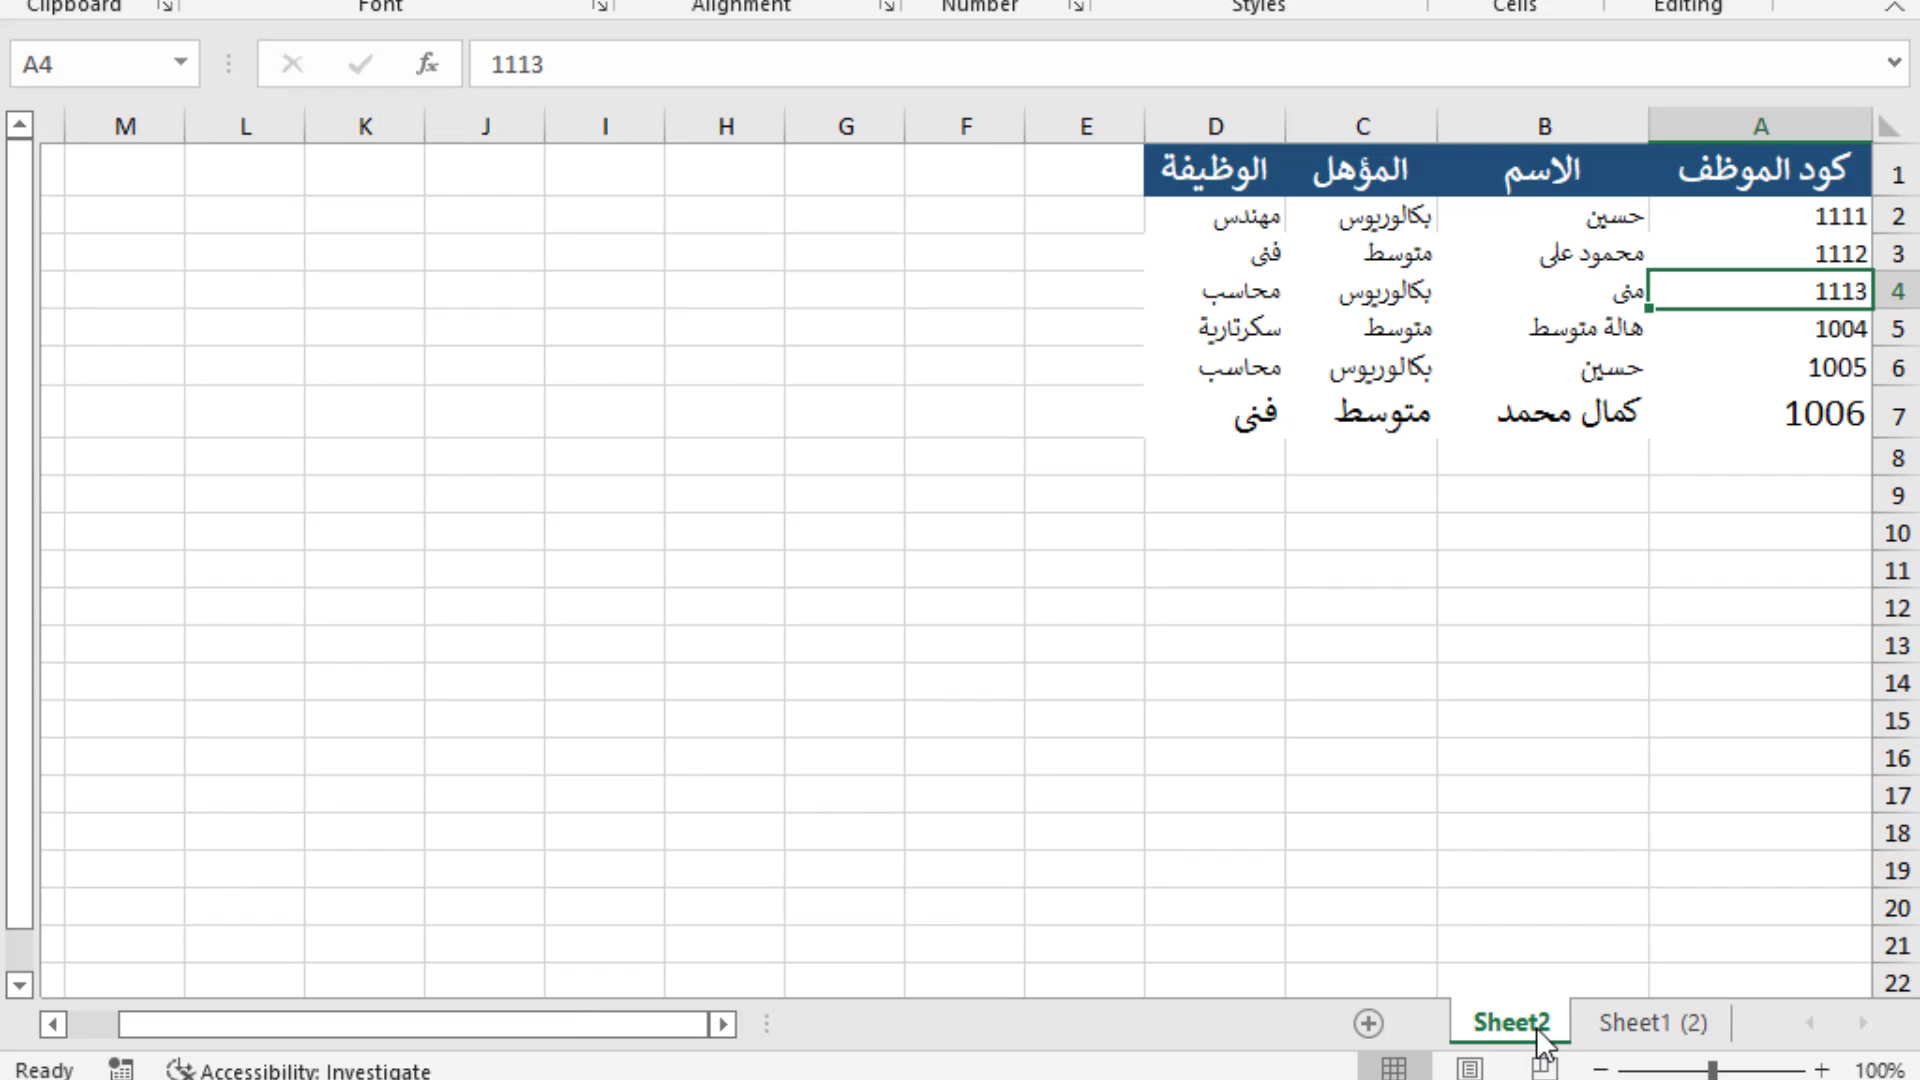 Clipboard Font Alignment Number Styles Cells Editing
A4 fx 1113
M L K J I H G F E D C B A
1 كود الموظف الاسم المؤهل الوظيفة
2 1111 حسين بكالوريوس مهندس
3 1112 محمود على متوسط فنى
4 1113 منى بكالوريوس محاسب
5 1004 هالة متوسط متوسط سكرتارية
6 1005 حسين بكالوريوس محاسب
7 1006 كمال محمد متوسط فنى
8
9
10
11
12
13
14
15
16
17
18
19
20
21
22
Sheet2 Sheet1 (2)
Ready Accessibility: Investigate 100%